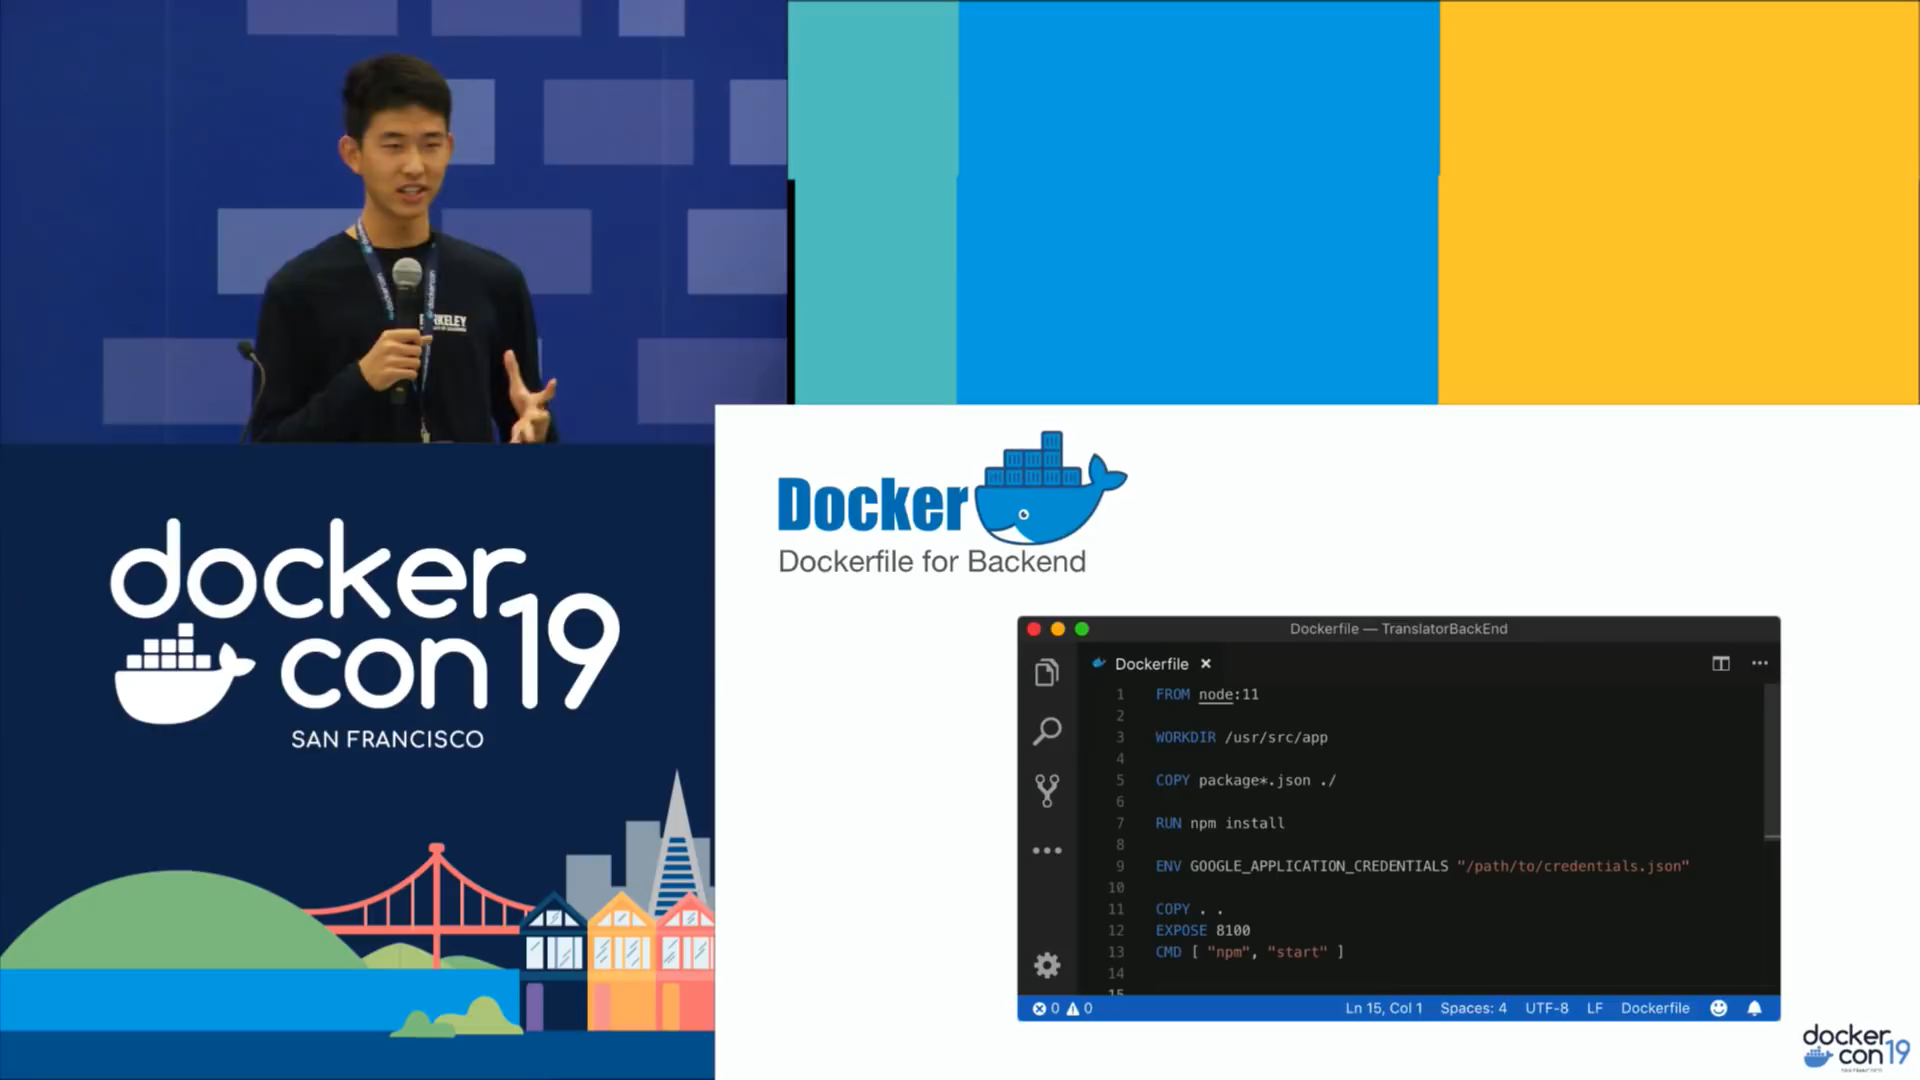 BERKELEY
docker
con19
SAN FRANCISCO
Docker
Dockerfile for Backend
Dockerfile — TranslatorBackEnd
Dockerfile
1 FROM node:11
2
3 WORKDIR /usr/src/app
4
5 COPY package*.json ./
6
7 RUN npm install
8
9 ENV GOOGLE_APPLICATION_CREDENTIALS "/path/to/credentials.json"
10
11 COPY . .
12 EXPOSE 8100
13 CMD [ "npm", "start" ]
14
15
0 0 Ln 15, Col 1 Spaces: 4 UTF-8 LF Dockerfile
docker
con19